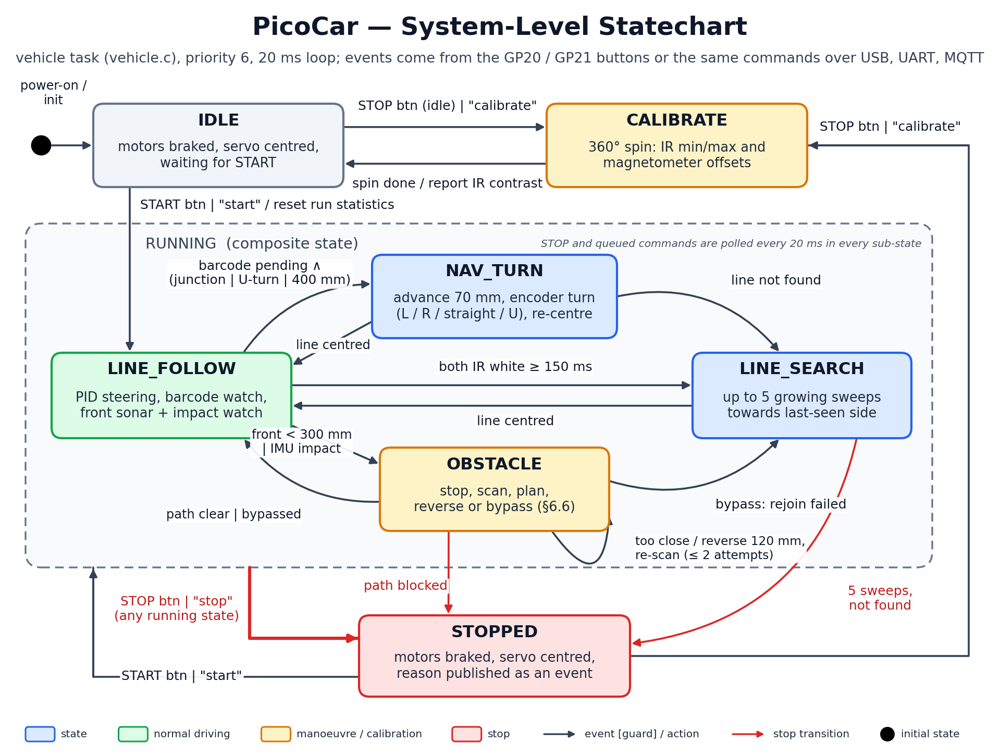 PicoCar — System-Level Statechart
vehicle task (vehicle.c), priority 6, 20 ms loop; events come from the GP20 / GP21 buttons or the same commands over USB, UART, MQTT
power-on /
init
IDLE
motors braked, servo centred,
waiting for START
STOP btn (idle) | "calibrate"
spin done / report IR contrast
CALIBRATE
360° spin: IR min/max and
magnetometer offsets
STOP btn | "calibrate"
START btn | "start" / reset run statistics
RUNNING (composite state)
STOP and queued commands are polled every 20 ms in every sub-state
barcode pending ∧
(junction | U-turn | 400 mm)
NAV_TURN
advance 70 mm, encoder turn
(L / R / straight / U), re-centre
line not found
line centred
LINE_FOLLOW
PID steering, barcode watch,
front sonar + impact watch
both IR white ≥ 150 ms
line centred
LINE_SEARCH
up to 5 growing sweeps
towards last-seen side
front < 300 mm
| IMU impact
OBSTACLE
stop, scan, plan,
reverse or bypass (§6.6)
path clear | bypassed
bypass: rejoin failed
too close / reverse 120 mm,
re-scan (≤ 2 attempts)
path blocked
STOP btn | "stop"
(any running state)
5 sweeps,
not found
STOPPED
motors braked, servo centred,
reason published as an event
START btn | "start"
state
normal driving
manoeuvre / calibration
stop
event [guard] / action
stop transition
initial state